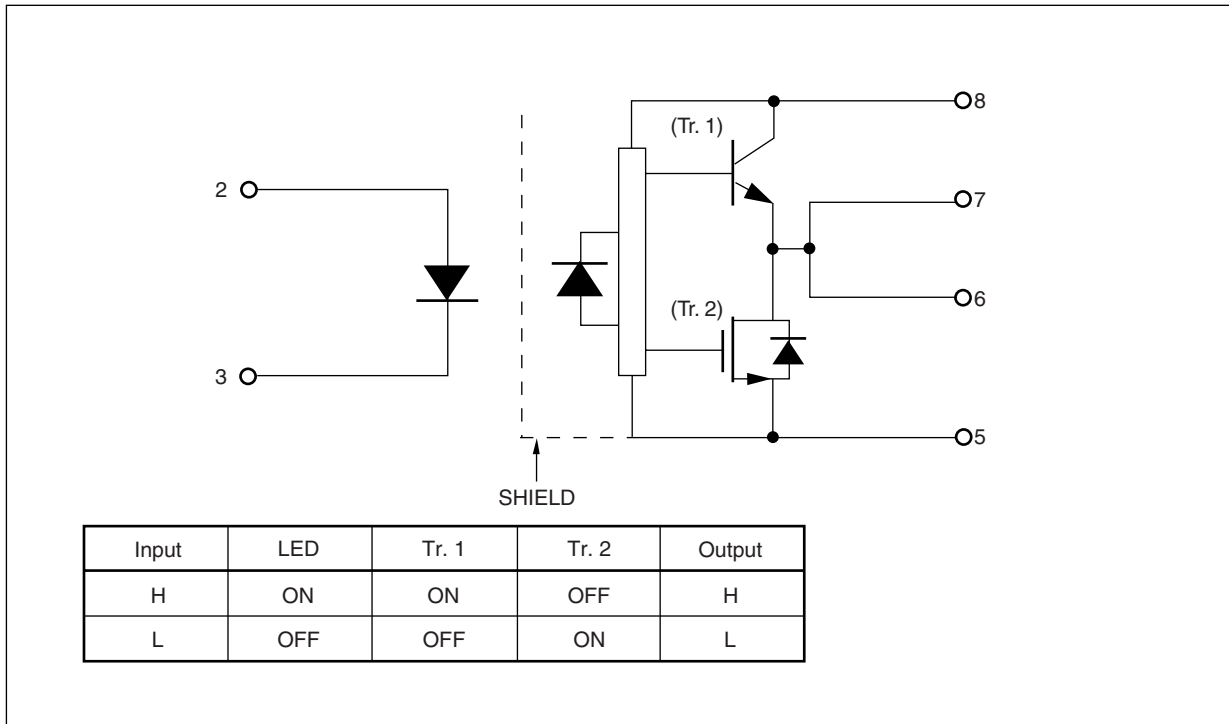 8
(Tr. 1)
2
7
6
(Tr. 2)
3
5
SHIELD
Input LED Tr. 1 Tr. 2 Output
H ON ON OFF H
L OFF OFF ON L